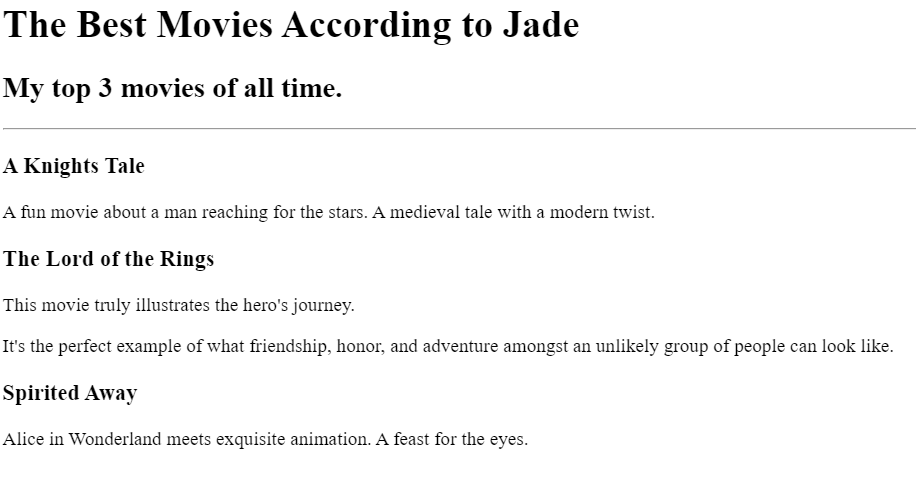 The Best Movies According to Jade
My top 3 movies of all time.
A Knights Tale
A fun movie about a man reaching for the stars. A medieval tale with a modern twist.
The Lord of the Rings
This movie truly illustrates the hero's journey.
It's the perfect example of what friendship, honor, and adventure amongst an unlikely group of people can look like.
Spirited Away
Alice in Wonderland meets exquisite animation. A feast for the eyes.